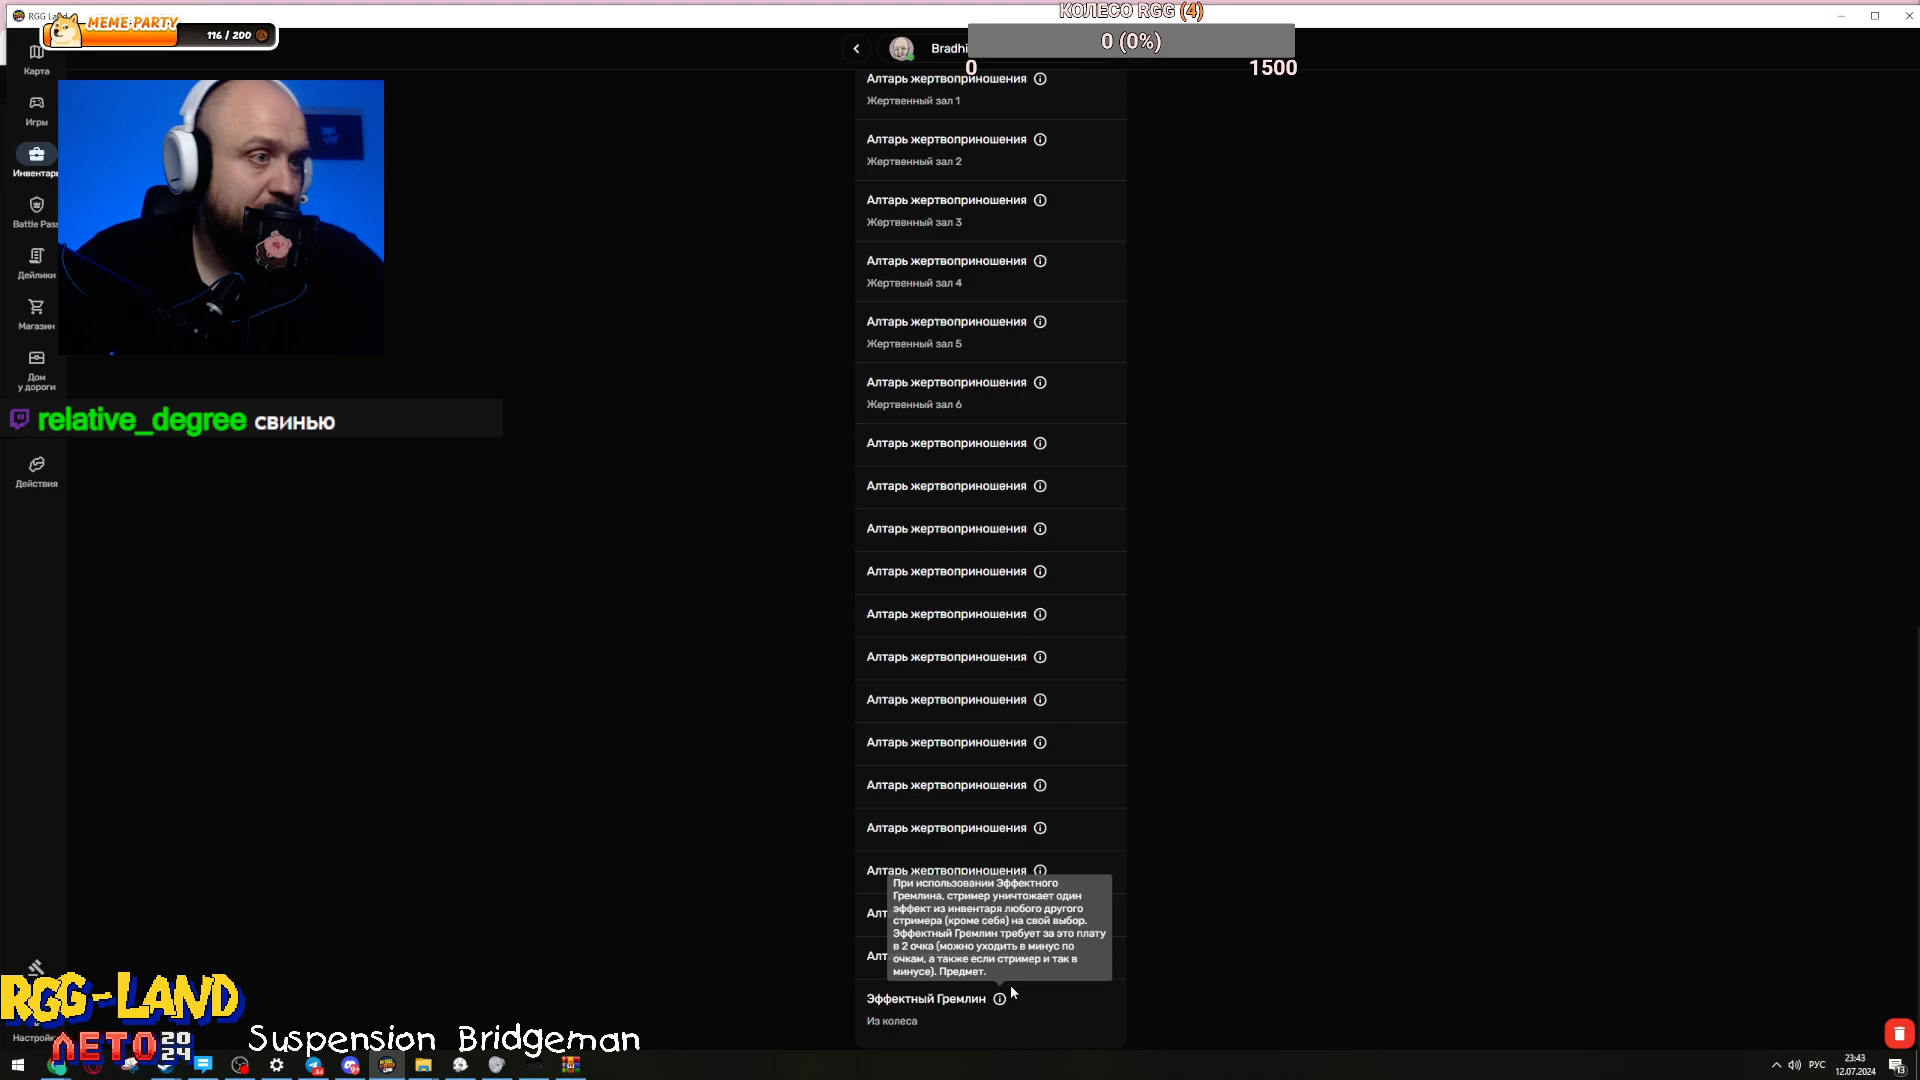 RGG Land
MEME PARTY
116 / 200
КОЛЕСО RGG (4)
0 (0%)
0
1500
Bradhi
Карта
Игры
Инвентарь
Battle Pass
Дейлики
Магазин
Дом
у дороги
Действия
relative_degree свинью
Алтарь жертвоприношения
Жертвенный зал 1
Алтарь жертвоприношения
Жертвенный зал 2
Алтарь жертвоприношения
Жертвенный зал 3
Алтарь жертвоприношения
Жертвенный зал 4
Алтарь жертвоприношения
Жертвенный зал 5
Алтарь жертвоприношения
Жертвенный зал 6
Алтарь жертвоприношения
Алтарь жертвоприношения
Алтарь жертвоприношения
Алтарь жертвоприношения
Алтарь жертвоприношения
Алтарь жертвоприношения
Алтарь жертвоприношения
Алтарь жертвоприношения
Алтарь жертвоприношения
Алтарь жертвоприношения
Алтарь жертвоприношения
Алт
Алт
При использовании Эффектного
Гремлина, стример уничтожает один
эффект из инвентаря любого другого
стримера (кроме себя) на свой выбор.
Эффектный Гремлин требует за это плату
в 2 очка (можно уходить в минус по
очкам, а также если стример и так в
минусе). Предмет.
Эффектный Гремлин
Из колеса
RGG-LAND
ЛЕТО 2024
Suspension Bridgeman
РУС
23:43
12.07.2024
13